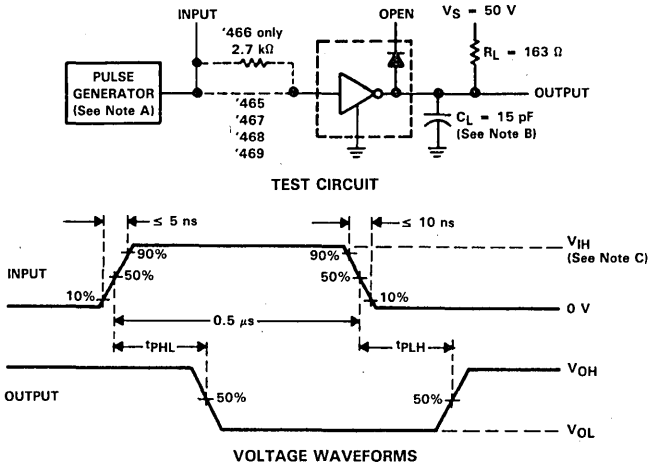 INPUT
'466 only
2.7 kΩ
OPEN
VS = 50 V
RL = 163 Ω
PULSE
GENERATOR
(See Note A)
OUTPUT
'465
'467
'468
'469
CL = 15 pF
(See Note B)
TEST CIRCUIT
≤ 5 ns
≤ 10 ns
90%
90%
VIH
(See Note C)
INPUT
50%
50%
10%
10%
0 V
0.5 μs
tPHL
tPLH
VOH
OUTPUT
50%
50%
VOL
VOLTAGE WAVEFORMS